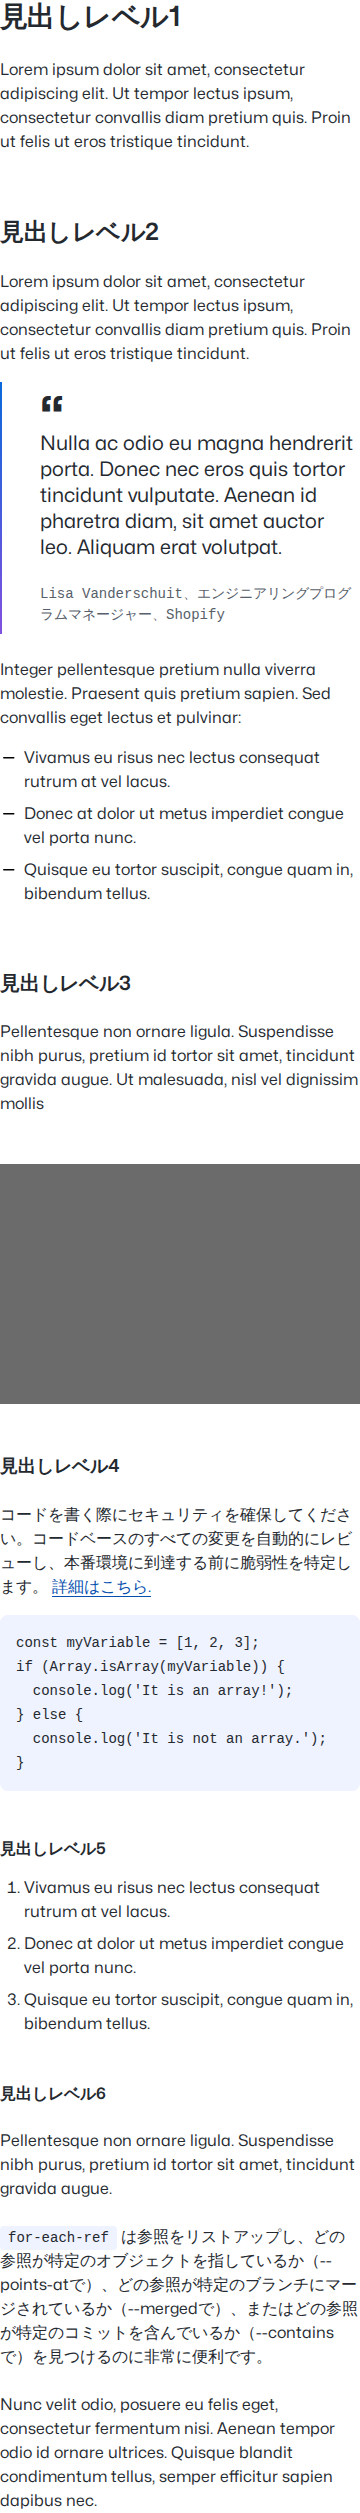 見出しレベル1
Lorem ipsum dolor sit amet, consectetur
adipiscing elit. Ut tempor lectus ipsum,
consectetur convallis diam pretium quis. Proin
ut felis ut eros tristique tincidunt.
見出しレベル2
Lorem ipsum dolor sit amet, consectetur
adipiscing elit. Ut tempor lectus ipsum,
consectetur convallis diam pretium quis. Proin
ut felis ut eros tristique tincidunt.
“
Nulla ac odio eu magna hendrerit
porta. Donec nec eros quis tortor
tincidunt vulputate. Aenean id
pharetra diam, sit amet auctor
leo. Aliquam erat volutpat.
Lisa Vanderschuit、エンジニアリングプログ
ラムマネージャー、Shopify
Integer pellentesque pretium nulla viverra
molestie. Praesent quis pretium sapien. Sed
convallis eget lectus et pulvinar:
— Vivamus eu risus nec lectus consequat
rutrum at vel lacus.
— Donec at dolor ut metus imperdiet congue
vel porta nunc.
— Quisque eu tortor suscipit, congue quam in,
bibendum tellus.
見出しレベル3
Pellentesque non ornare ligula. Suspendisse
nibh purus, pretium id tortor sit amet, tincidunt
gravida augue. Ut malesuada, nisl vel dignissim
mollis
見出しレベル4
コードを書く際にセキュリティを確保してくださ
い。コードベースのすべての変更を自動的にレビ
ューし、本番環境に到達する前に脆弱性を特定し
ます。 詳細はこちら.
const myVariable = [1, 2, 3];
if (Array.isArray(myVariable)) {
  console.log('It is an array!');
} else {
  console.log('It is not an array.');
}
見出しレベル5
1. Vivamus eu risus nec lectus consequat
rutrum at vel lacus.
2. Donec at dolor ut metus imperdiet congue
vel porta nunc.
3. Quisque eu tortor suscipit, congue quam in,
bibendum tellus.
見出しレベル6
Pellentesque non ornare ligula. Suspendisse
nibh purus, pretium id tortor sit amet, tincidunt
gravida augue.
for-each-ref は参照をリストアップし、どの
参照が特定のオブジェクトを指しているか（--
points-atで）、どの参照が特定のブランチにマー
ジされているか（--mergedで）、またはどの参照
が特定のコミットを含んでいるか（--contains
で）を見つけるのに非常に便利です。
Nunc velit odio, posuere eu felis eget,
consectetur fermentum nisi. Aenean tempor
odio id ornare ultrices. Quisque blandit
condimentum tellus, semper efficitur sapien
dapibus nec.